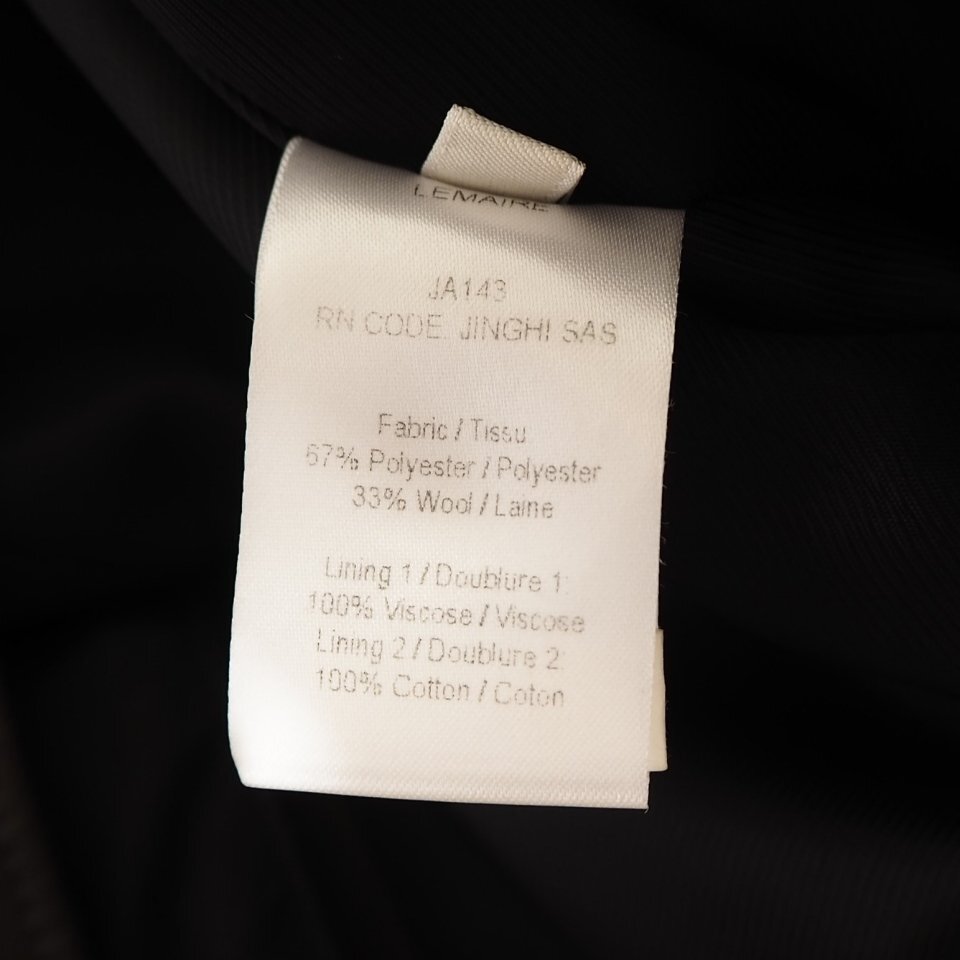 LEMAIRE
JA143
RN CODE: JINGHI SAS
Fabric / Tissu
67% Polyester / Polyester
33% Wool / Laine
Lining 1 / Doublure 1:
100% Viscose / Viscose
Lining 2 / Doublure 2:
100% Cotton / Coton